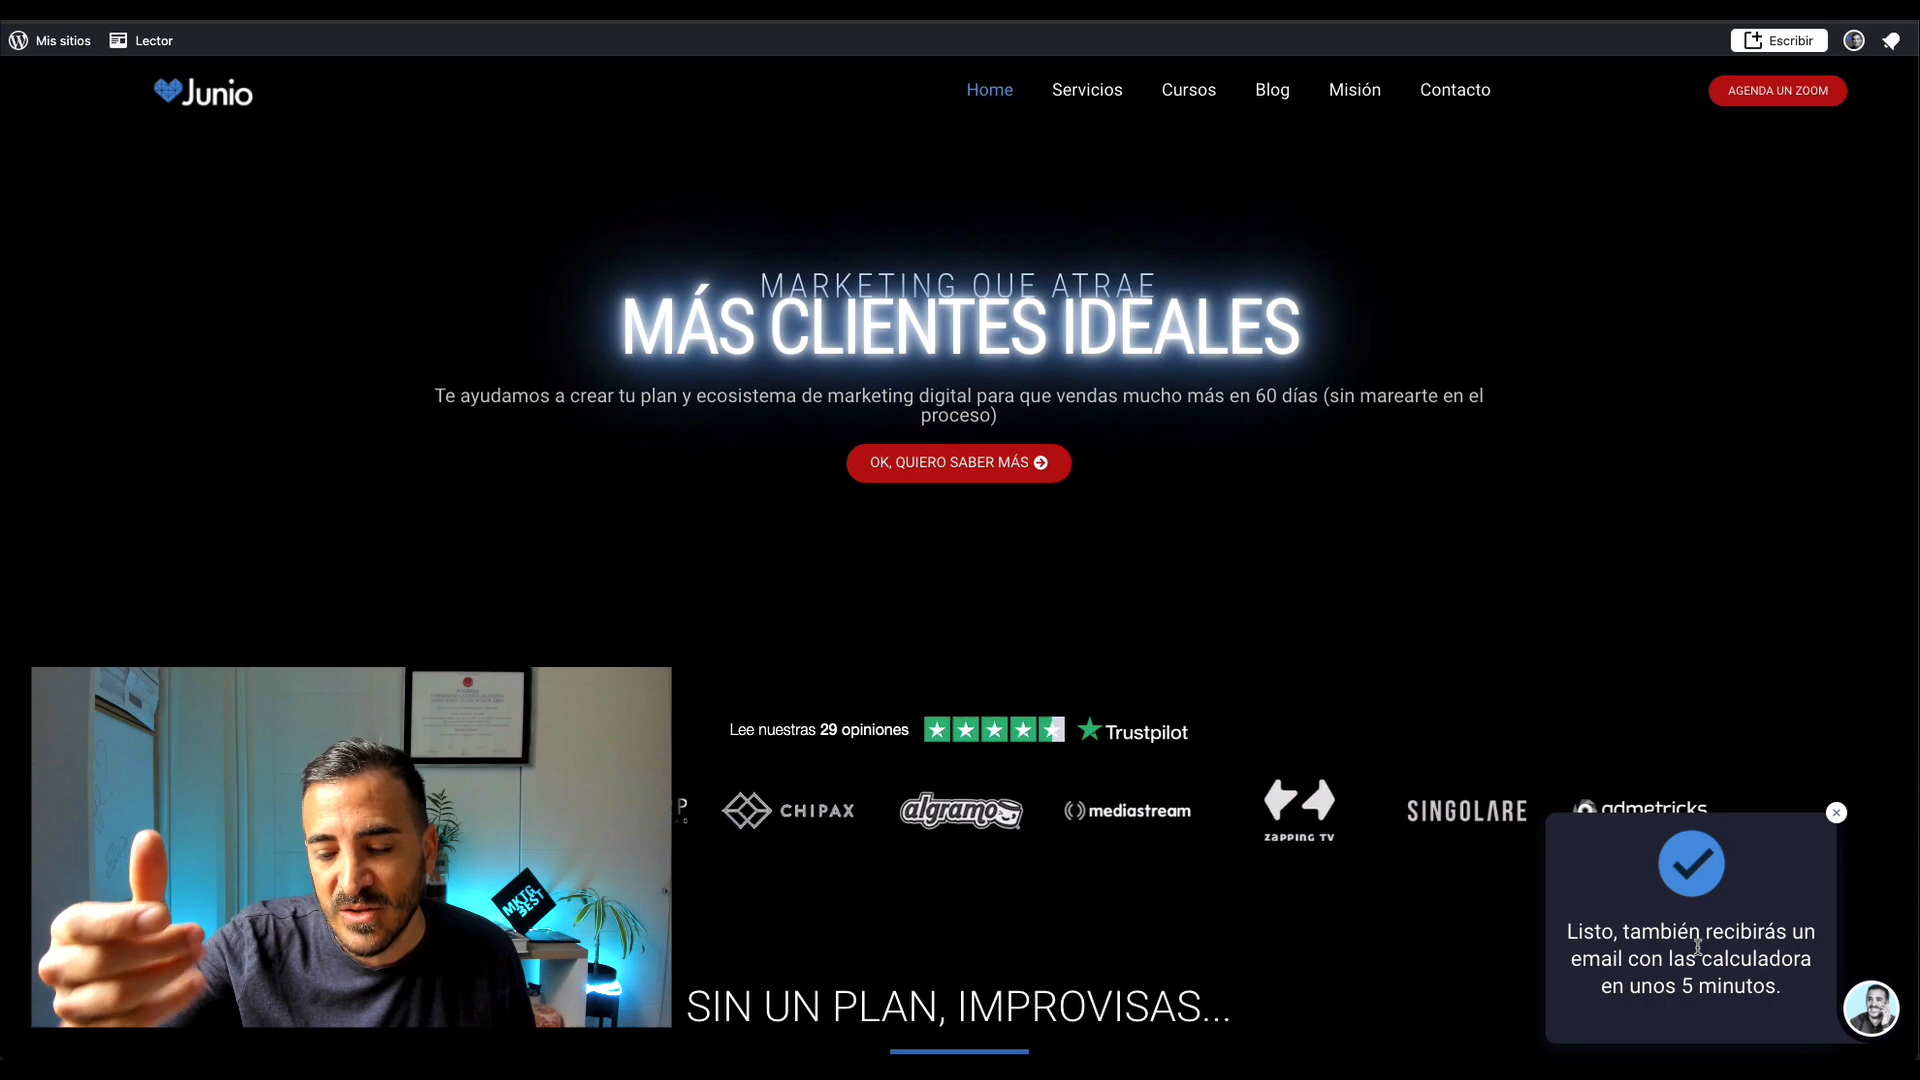 Mis sitios
Lector
Escribir
Junio
Home
Servicios
Cursos
Blog
Misión
Contacto
AGENDA UN ZOOM
MARKETING QUE ATRAE
MÁS CLIENTES IDEALES
Te ayudamos a crear tu plan y ecosistema de marketing digital para que vendas mucho más en 60 días (sin marearte en el
proceso)
OK, QUIERO SABER MÁS
Lee nuestras 29 opiniones
Trustpilot
CHIPAX
algramo
mediastream
ZAPPING TV
SINGOLARE
admetricks
MKTG
BEST
Listo, también recibirás un
email con las calculadora
en unos 5 minutos.
SIN UN PLAN, IMPROVISAS...